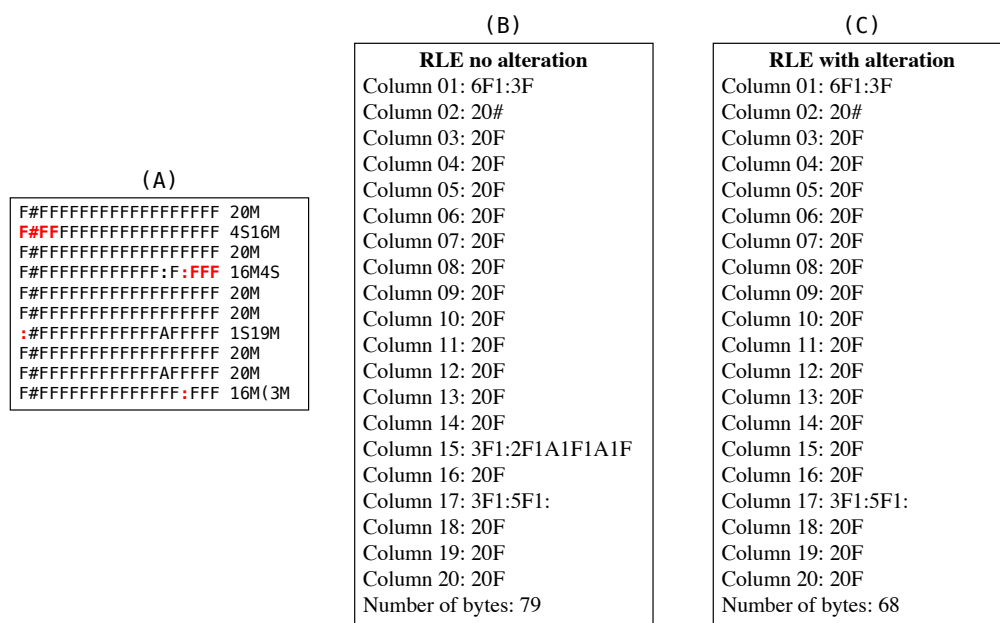 (A)
F#FFFFFFFFFFFFFFFFFF 20M
F#FFFFFFFFFFFFFFFFFF 4S16M
F#FFFFFFFFFFFFFFFFFF 20M
F#FFFFFFFFFFFF:F:FFF 16M4S
F#FFFFFFFFFFFFFFFFFF 20M
F#FFFFFFFFFFFFFFFFFF 20M
:#FFFFFFFFFFFFAFFFFF 1S19M
F#FFFFFFFFFFFFFFFFFF 20M
F#FFFFFFFFFFFFAFFFFF 20M
F#FFFFFFFFFFFFFF:FFF 16M(3M
(B)
RLE no alteration
Column 01: 6F1:3F
Column 02: 20#
Column 03: 20F
Column 04: 20F
Column 05: 20F
Column 06: 20F
Column 07: 20F
Column 08: 20F
Column 09: 20F
Column 10: 20F
Column 11: 20F
Column 12: 20F
Column 13: 20F
Column 14: 20F
Column 15: 3F1:2F1A1F1A1F
Column 16: 20F
Column 17: 3F1:5F1:
Column 18: 20F
Column 19: 20F
Column 20: 20F
Number of bytes: 79
(C)
RLE with alteration
Column 01: 6F1:3F
Column 02: 20#
Column 03: 20F
Column 04: 20F
Column 05: 20F
Column 06: 20F
Column 07: 20F
Column 08: 20F
Column 09: 20F
Column 10: 20F
Column 11: 20F
Column 12: 20F
Column 13: 20F
Column 14: 20F
Column 15: 20F
Column 16: 20F
Column 17: 3F1:5F1:
Column 18: 20F
Column 19: 20F
Column 20: 20F
Number of bytes: 68